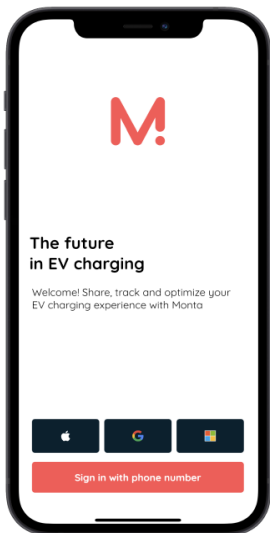 M.
The future
in EV charging
Welcome! Share, track and optimize your
EV charging experience with Monta
G
Sign in with phone number